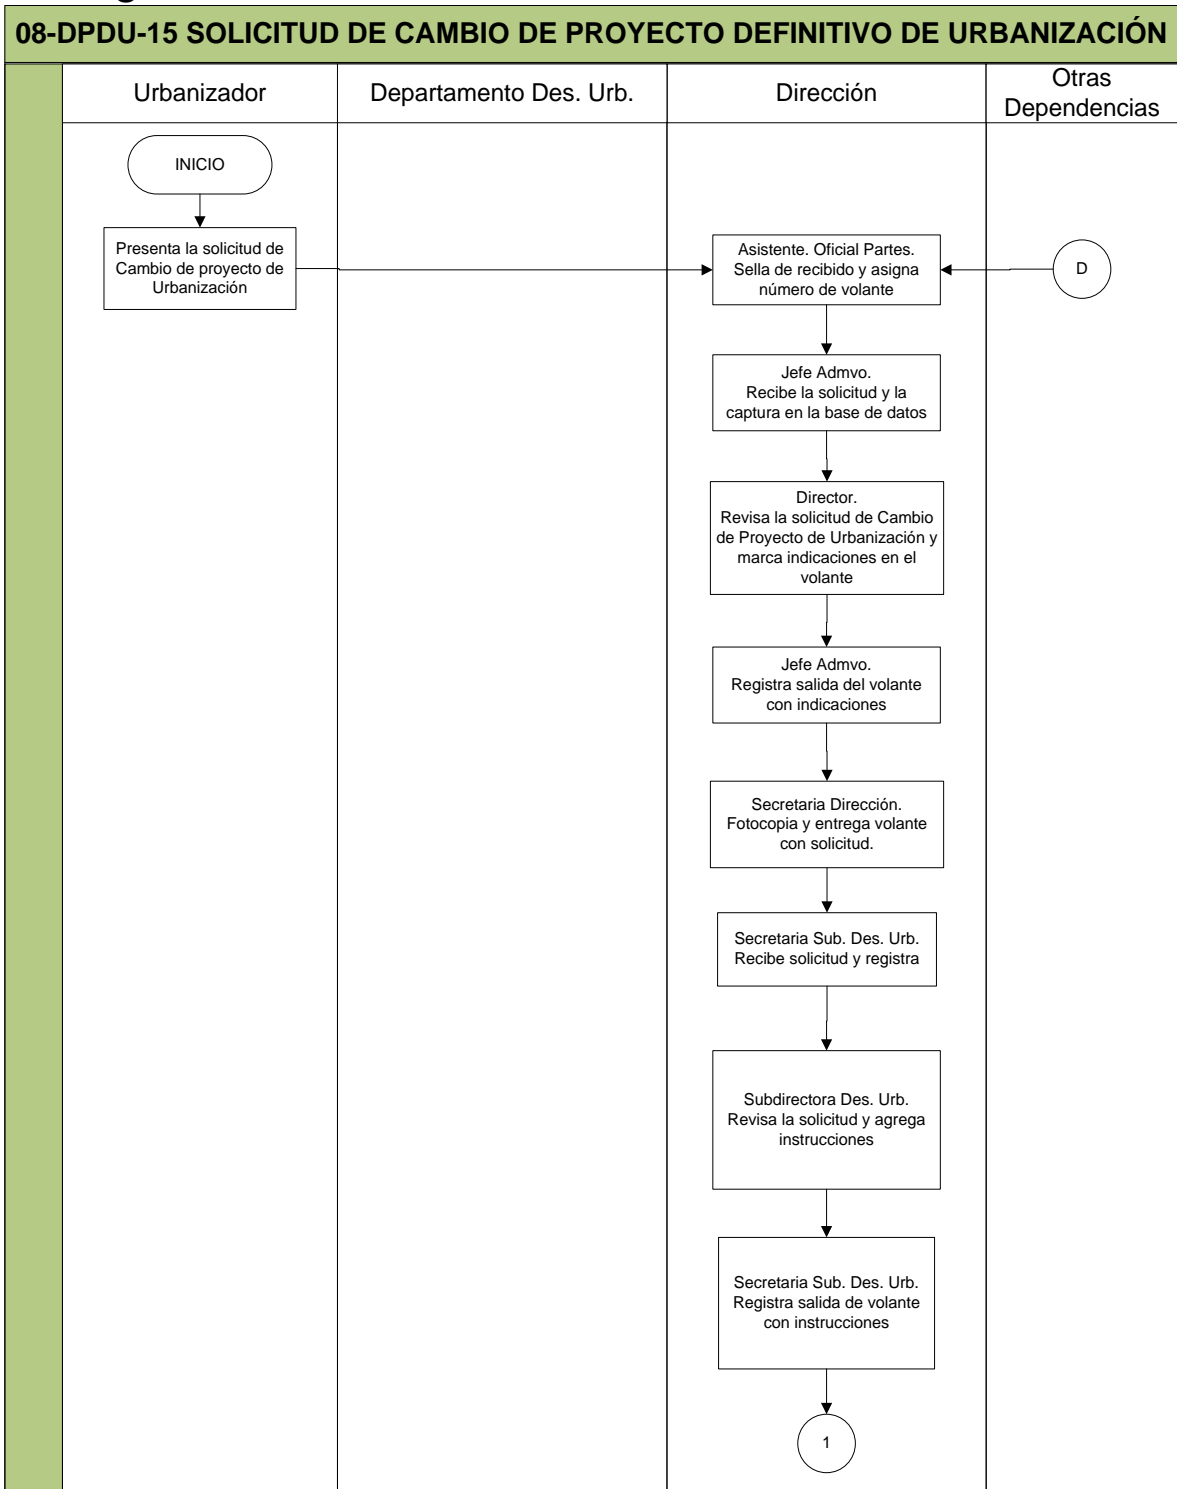 08-DPDU-15 SOLICITUD DE CAMBIO DE PROYECTO DEFINITIVO DE URBANIZACIÓN
Urbanizador
Departamento Des. Urb.
Dirección
Otras
Dependencias
INICIO
Presenta la solicitud de
Cambio de proyecto de
Urbanización
Asistente. Oficial Partes.
Sella de recibido y asigna
número de volante
D
Jefe Admvo.
Recibe la solicitud y la
captura en la base de datos
Director.
Revisa la solicitud de Cambio
de Proyecto de Urbanización y
marca indicaciones en el
volante
Jefe Admvo.
Registra salida del volante
con indicaciones
Secretaria Dirección.
Fotocopia y entrega volante
con solicitud.
Secretaria Sub. Des. Urb.
Recibe solicitud y registra
Subdirectora Des. Urb.
Revisa la solicitud y agrega
instrucciones
Secretaria Sub. Des. Urb.
Registra salida de volante
con instrucciones
1